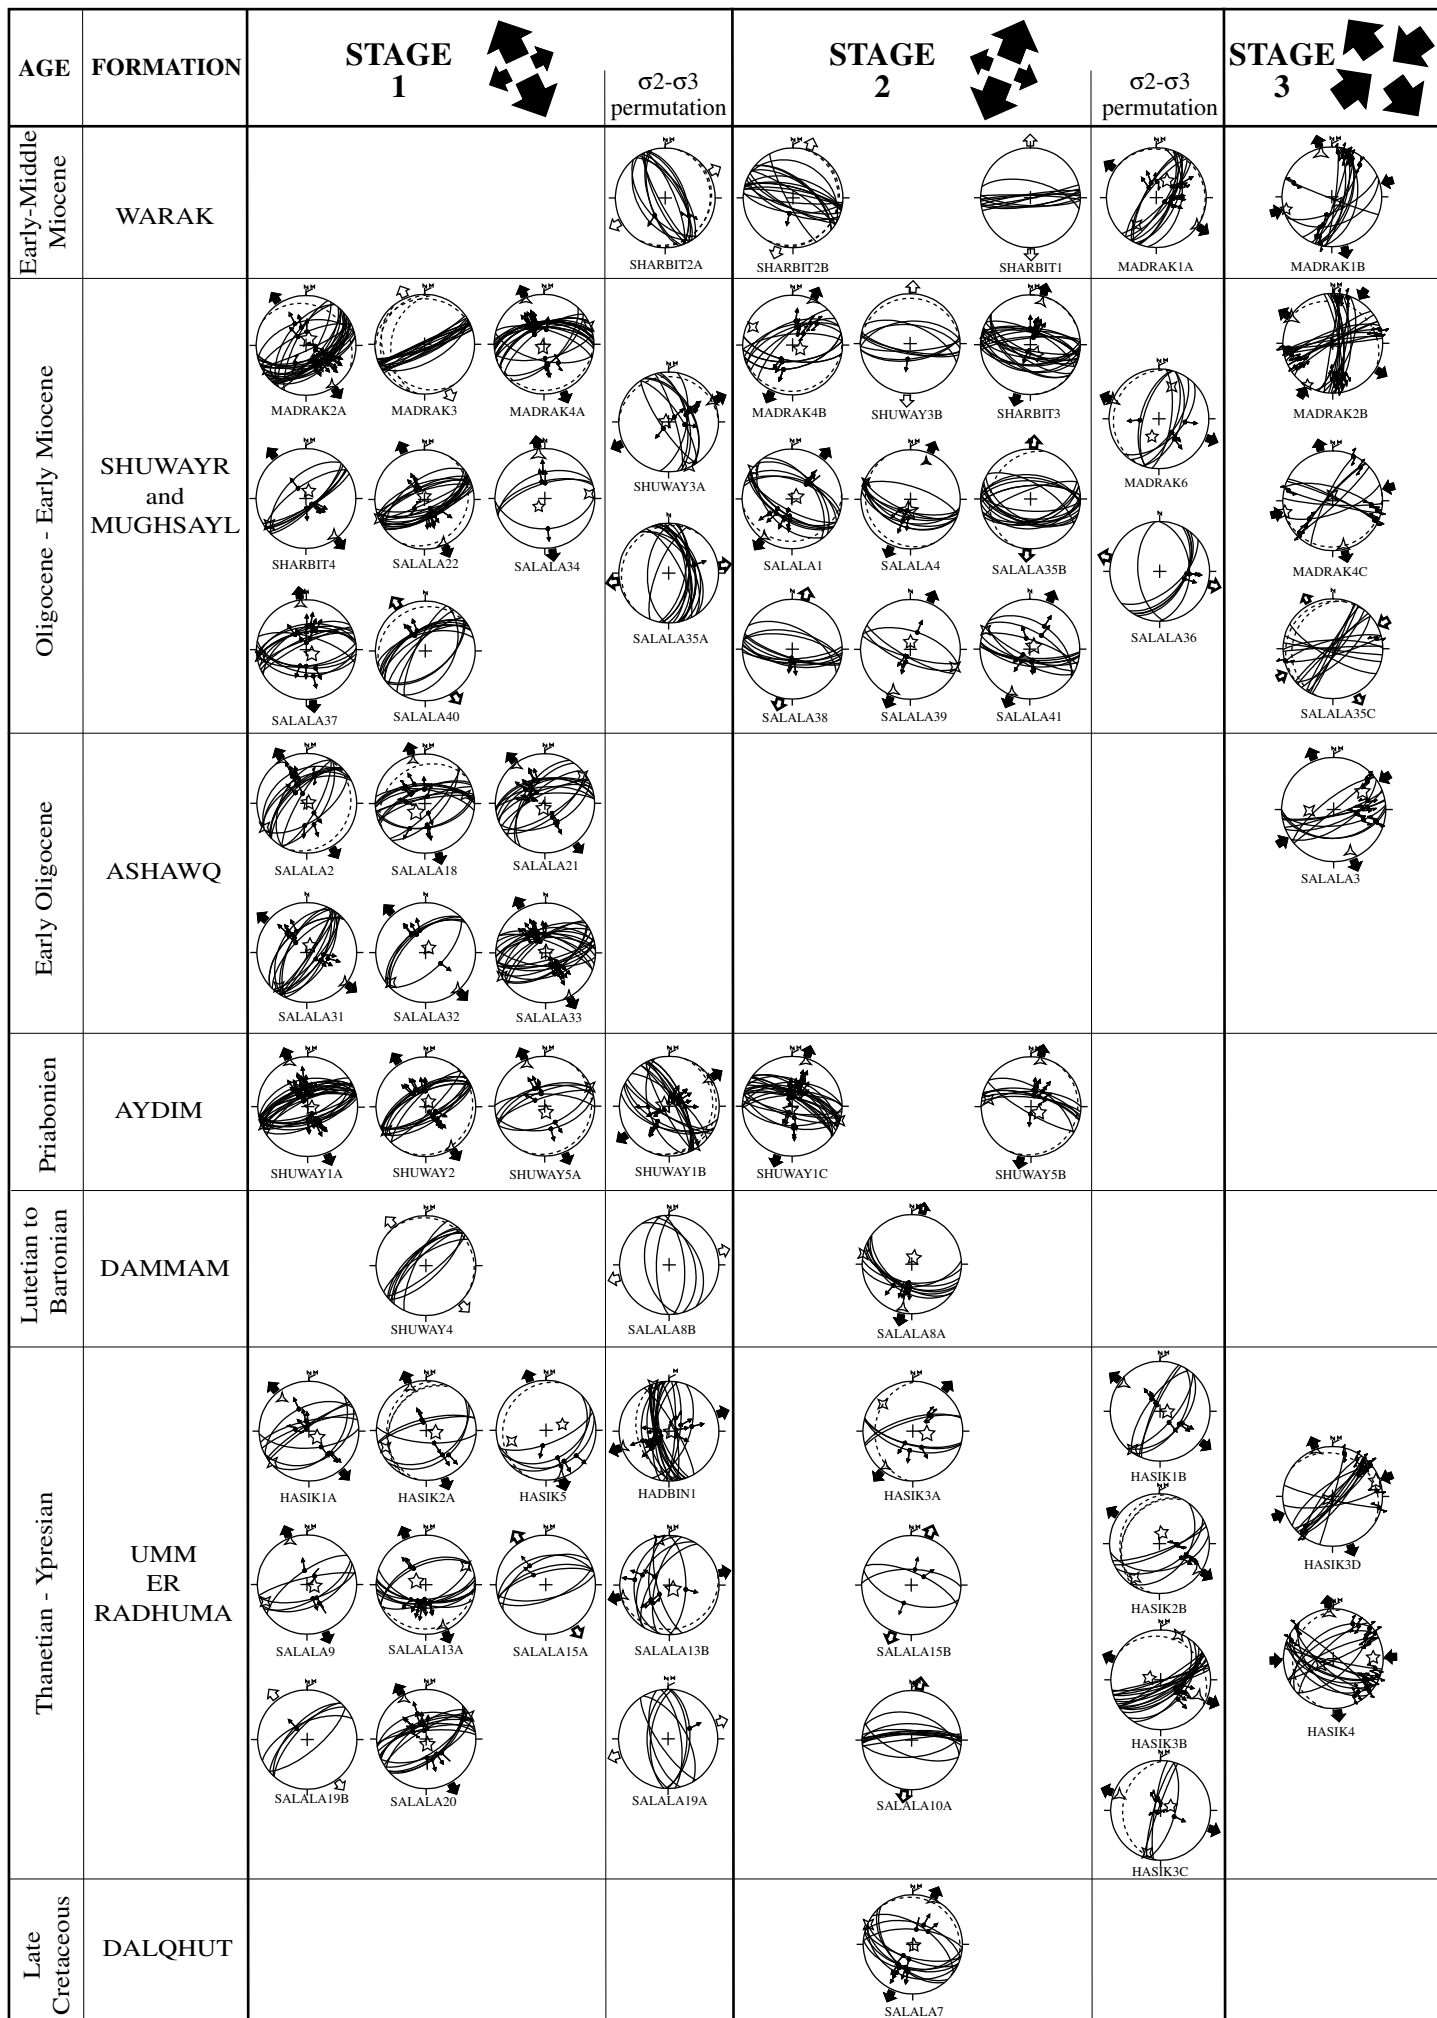 AGE
FORMATION
STAGE
1
σ2-σ3
permutation
STAGE
2
σ2-σ3
permutation
STAGE
3
Early-Middle
Miocene
WARAK
SHARBIT2A
SHARBIT2B
SHARBIT1
MADRAK1A
MADRAK1B
Oligocene - Early Miocene
SHUWAYR
and
MUGHSAYL
MADRAK2A
MADRAK3
MADRAK4A
SHARBIT4
SALALA22
SALALA34
SALALA37
SALALA40
SHUWAY3A
SALALA35A
MADRAK4B
SHUWAY3B
SHARBIT3
SALALA1
SALALA4
SALALA35B
SALALA38
SALALA39
SALALA41
MADRAK6
SALALA36
MADRAK2B
MADRAK4C
SALALA35C
Early Oligocene
ASHAWQ
SALALA2
SALALA18
SALALA21
SALALA31
SALALA32
SALALA33
SALALA3
Priabonien
AYDIM
SHUWAY1A
SHUWAY2
SHUWAY5A
SHUWAY1B
SHUWAY1C
SHUWAY5B
Lutetian to
Bartonian
DAMMAM
SHUWAY4
SALALA8B
SALALA8A
Thanetian - Ypresian
UMM
ER
RADHUMA
HASIK1A
HASIK2A
HASIK5
SALALA9
SALALA13A
SALALA15A
SALALA19B
SALALA20
HADBIN1
SALALA13B
SALALA19A
HASIK3A
SALALA15B
SALALA10A
HASIK1B
HASIK2B
HASIK3B
HASIK3C
HASIK3D
HASIK4
Late
Cretaceous
DALQHUT
SALALA7